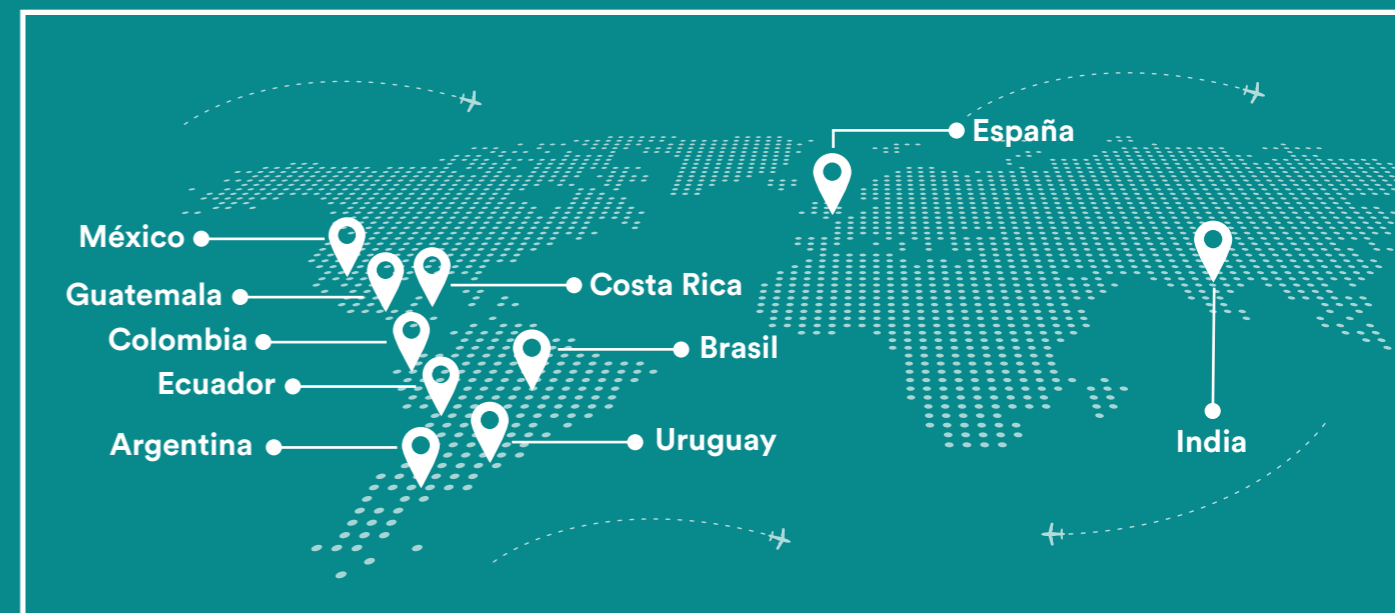 España
México
Guatemala
Costa Rica
Colombia
Brasil
Ecuador
Argentina
Uruguay
India